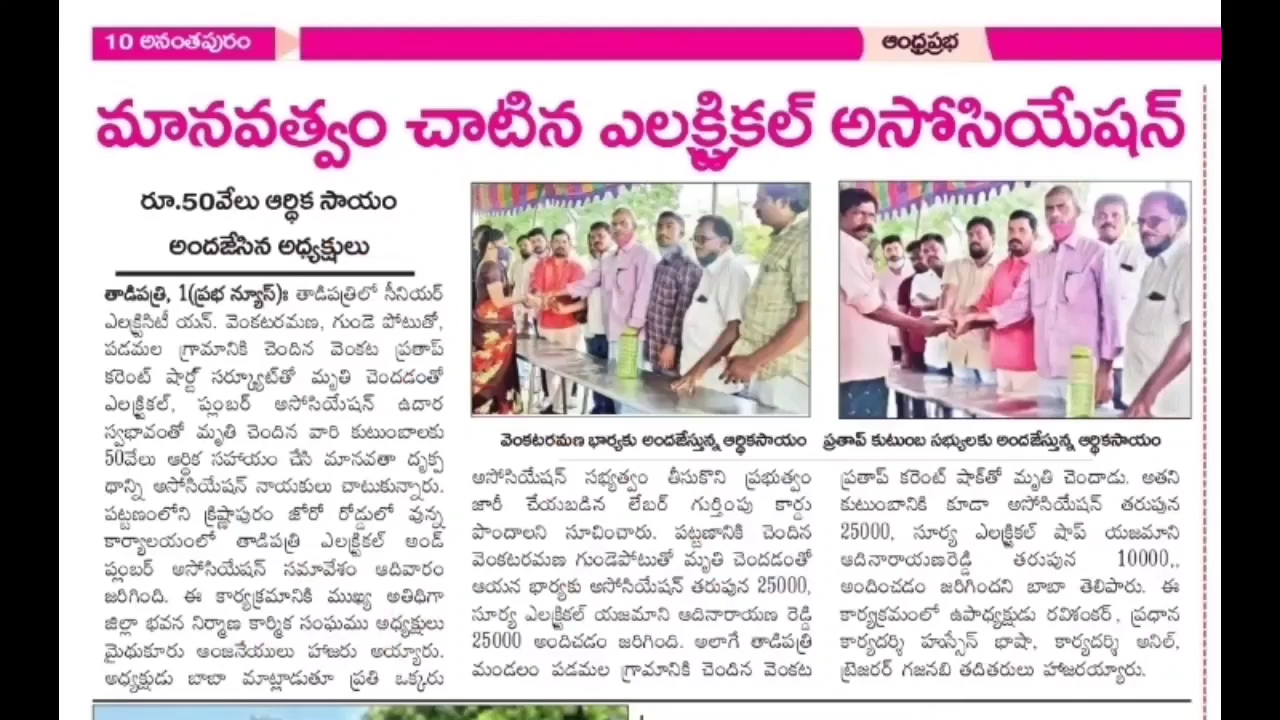 10 అనంతపురం
ఆంధ్రప్రభ
మానవత్వం చాటిన ఎలక్ట్రికల్ అసోసియేషన్
రూ.50వేలు ఆర్థిక సాయం
అందజేసిన అధ్యక్షులు
తాడిపత్రి, 1(ప్రభ న్యూస్): తాడిపత్రిలో సీనియర్
ఎలక్ట్రిసిటీ యన్. వెంకటరమణ, గుండె పోటుతో,
పడమల గ్రామానికి చెందిన వెంకట ప్రతాప్
కరెంట్ షార్ట్ సర్క్యూట్‌తో మృతి చెందడంతో
ఎలక్ట్రికల్, ప్లంబర్ అసోసియేషన్ ఉదార
స్వభావంతో మృతి చెందిన వారి కుటుంబాలకు
50వేలు ఆర్థిక సహాయం చేసి మానవతా దృక్ప
థాన్ని అసోసియేషన్ నాయకులు చాటుకున్నారు.
పట్టణంలోని క్రిష్ణాపురం జోరో రోడ్డులో వున్న
కార్యాలయంలో తాడిపత్రి ఎలక్ట్రికల్ అండ్
ప్లంబర్ అసోసియేషన్ సమావేశం ఆదివారం
జరిగింది. ఈ కార్యక్రమానికి ముఖ్య అతిథిగా
జిల్లా భవన నిర్మాణ కార్మిక సంఘము అధ్యక్షులు
మైథుకూరు ఆంజనేయులు హాజరు అయ్యారు.
అధ్యక్షుడు బాబా మాట్లాడుతూ ప్రతి ఒక్కరు
వెంకటరమణ భార్యకు అందజేస్తున్న ఆర్థికసాయం
ప్రతాప్ కుటుంబ సభ్యులకు అందజేస్తున్న ఆర్థికసాయం
అసోసియేషన్ సభ్యత్వం తీసుకొని ప్రభుత్వం
జారీ చేయబడిన లేబర్ గుర్తింపు కార్డు
పొందాలని సూచించారు. పట్టణానికి చెందిన
వెంకటరమణ గుండెపోటుతో మృతి చెందడంతో
ఆయన భార్యకు అసోసియేషన్ తరుపున 25000,
సూర్య ఎలక్ట్రికల్ యజమాని ఆదినారాయణ రెడ్డి
25000 అందించడం జరిగింది. అలాగే తాడిపత్రి
మండలం పడమల గ్రామానికి చెందిన వెంకట
ప్రతాప్ కరెంట్ షాక్‌తో మృతి చెందాడు. అతని
కుటుంబానికి కూడా అసోసియేషన్ తరుపున
25000, సూర్య ఎలక్ట్రికల్ షాప్ యజమాని
ఆదినారాయణరెడ్డి తరుపున 10000,,
అందించడం జరిగిందని బాబా తెలిపారు. ఈ
కార్యక్రమంలో ఉపాధ్యక్షుడు రవిశంకర్, ప్రధాన
కార్యదర్శి హుస్సేన్ భాషా, కార్యదర్శి అనిల్,
ట్రెజరర్ గజనబి తదితరులు హాజరయ్యారు.